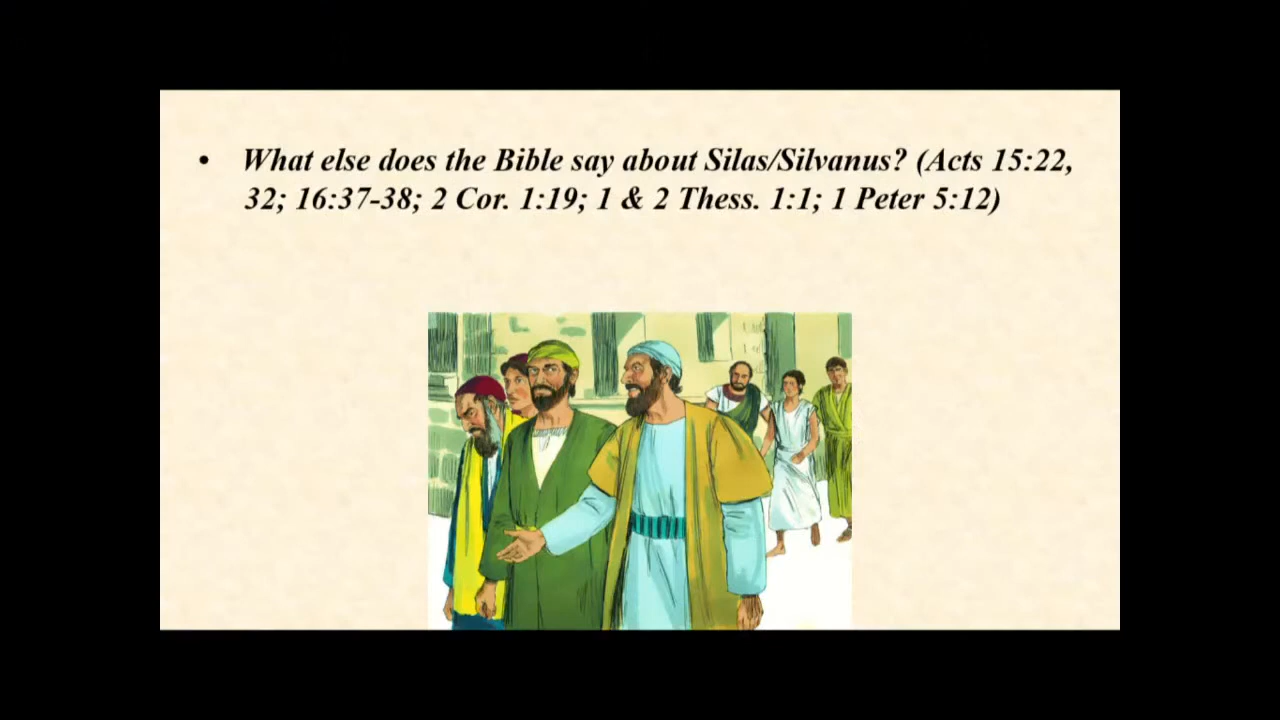 • What else does the Bible say about Silas/Silvanus? (Acts 15:22,
32; 16:37-38; 2 Cor. 1:19; 1 & 2 Thess. 1:1; 1 Peter 5:12)